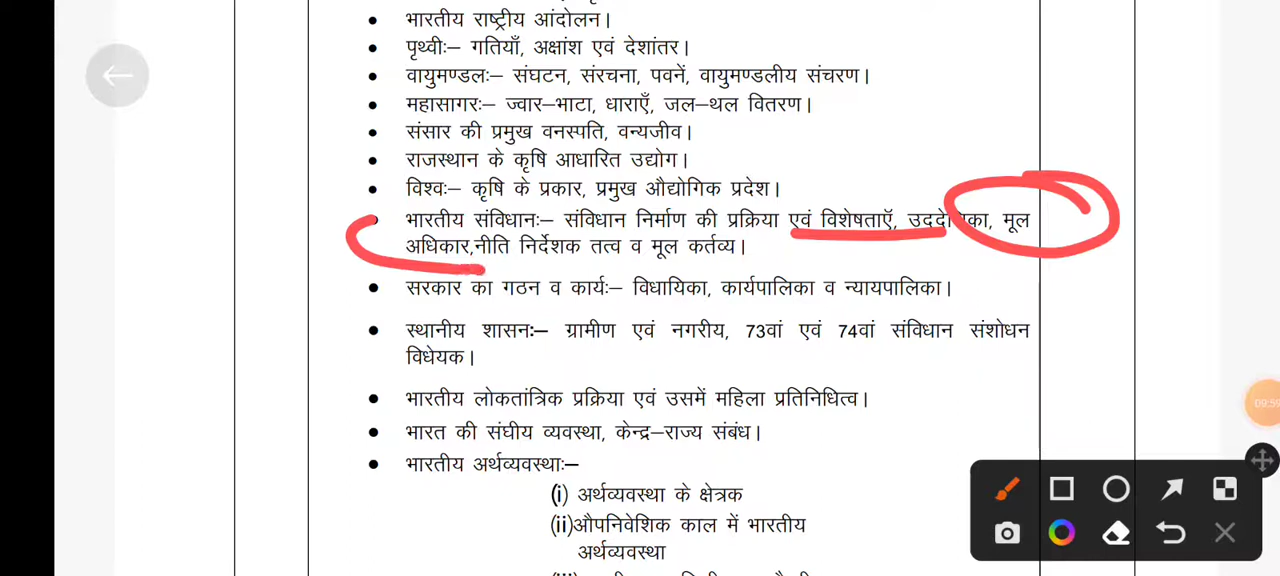 भारतीय राष्ट्रीय आंदोलन।
पृथ्वीः– गतियाँ, अक्षांश एवं देशांतर।
वायुमण्डलः– संघटन, संरचना, पवनें, वायुमण्डलीय संचरण।
महासागरः– ज्वार–भाटा, धाराएँ, जल–थल वितरण।
संसार की प्रमुख वनस्पति, वन्यजीव।
राजस्थान के कृषि आधारित उद्योग।
विश्वः– कृषि के प्रकार, प्रमुख औद्योगिक प्रदेश।
भारतीय संविधानः– संविधान निर्माण की प्रक्रिया एवं विशेषताऍं, उददेशिका, मूल
अधिकार,नीति निर्देशक तत्व व मूल कर्तव्य।
सरकार का गठन व कार्यः– विधायिका, कार्यपालिका व न्यायपालिका।
स्थानीय शासनः– ग्रामीण एवं नगरीय, 73वां एवं 74वां संविधान संशोधन
विधेयक।
भारतीय लोकतांत्रिक प्रक्रिया एवं उसमें महिला प्रतिनिधित्व।
भारत की संघीय व्यवस्था, केन्द्र–राज्य संबंध।
भारतीय अर्थव्यवस्थाः–
(i) अर्थव्यवस्था के क्षेत्रक
(ii)औपनिवेशिक काल में भारतीय
अर्थव्यवस्था
09:59